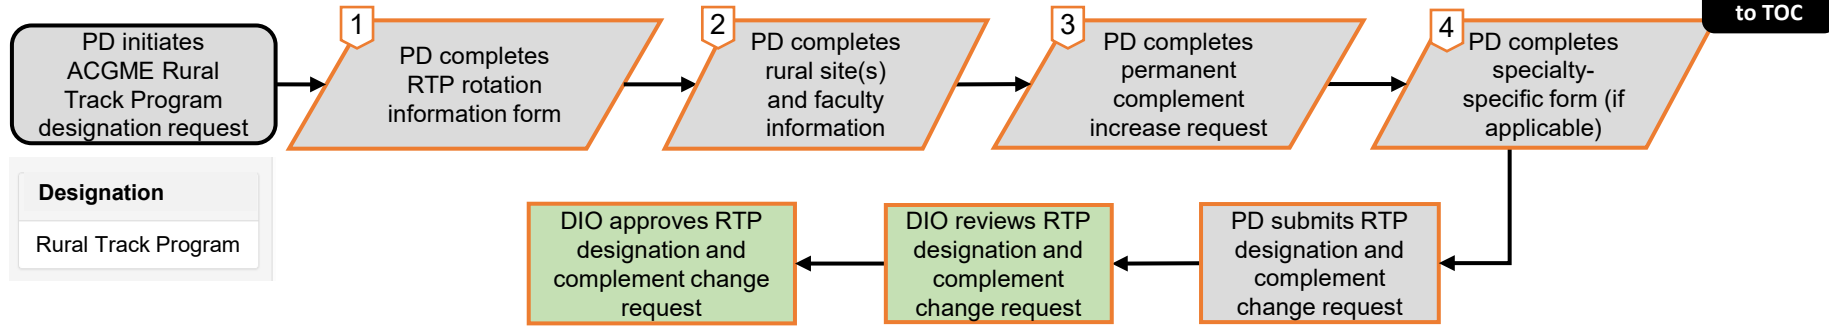 to TOC
PD initiates
ACGME Rural
Track Program
designation request
1
PD completes
RTP rotation
information form
2
PD completes
rural site(s)
and faculty
information
3
PD completes
permanent
complement
increase request
4
PD completes
specialty-
specific form (if
applicable)
Designation
Rural Track Program
DIO approves RTP
designation and
complement change
request
DIO reviews RTP
designation and
complement
change request
PD submits RTP
designation and
complement
change request